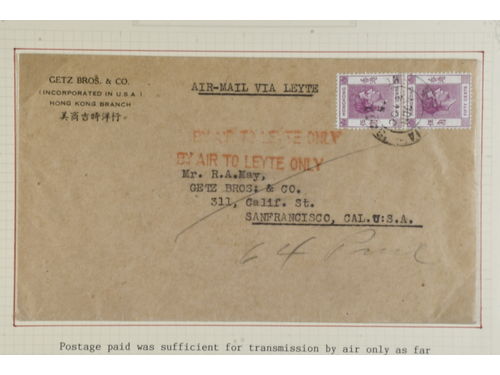 GETZ BROS. & CO.
(INCORPORATED IN U.S.A.)
HONG KONG BRANCH
美商吉時洋行.
AIR-MAIL VIA LEYTE
BY AIR TO LEYTE ONLY
BY AIR TO LEYTE ONLY
Mr. R.A.May,
GETZ BROS: & CO.
311, Calif. St.
SANFRANCISCO, CAL.U:S.A.
64
Postage paid was sufficient for transmission by air only as far